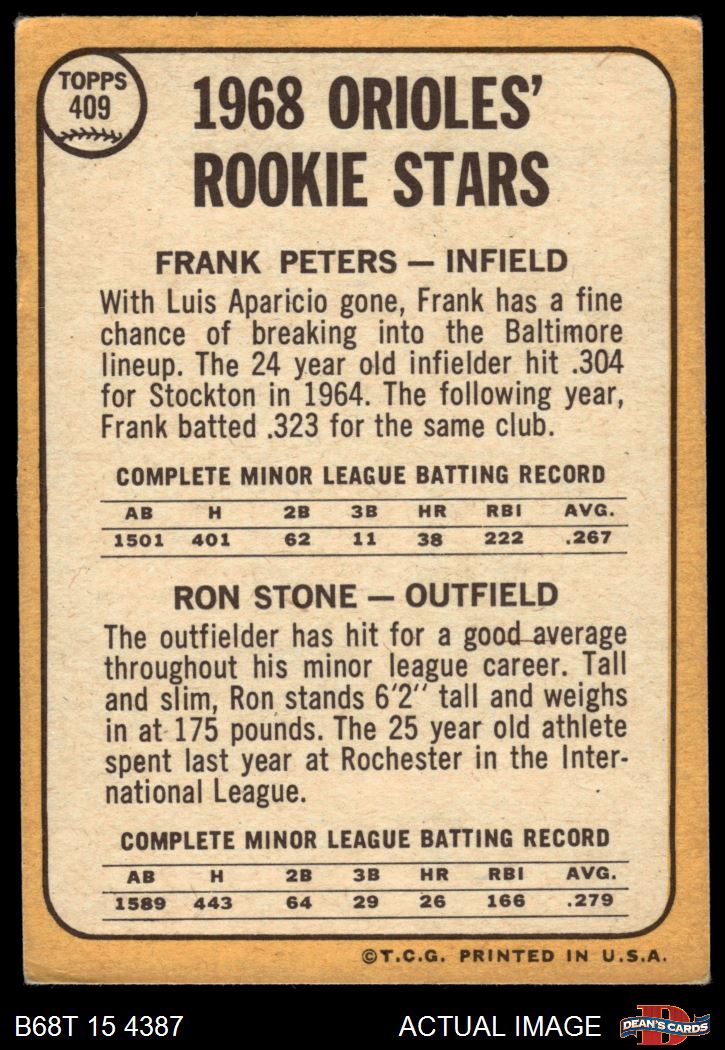 TOPPS
409
1968 ORIOLES'
ROOKIE STARS
FRANK PETERS — INFIELD
With Luis Aparicio gone, Frank has a fine
chance of breaking into the Baltimore
lineup. The 24 year old infielder hit .304
for Stockton in 1964. The following year,
Frank batted .323 for the same club.
COMPLETE MINOR LEAGUE BATTING RECORD
AB H 2B 3B HR RBI AVG.
1501 401 62 11 38 222 .267
RON STONE — OUTFIELD
The outfielder has hit for a good average
throughout his minor league career. Tall
and slim, Ron stands 6'2'' tall and weighs
in at 175 pounds. The 25 year old athlete
spent last year at Rochester in the Inter-
national League.
COMPLETE MINOR LEAGUE BATTING RECORD
AB H 2B 3B HR RBI AVG.
1589 443 64 29 26 166 .279
©T.C.G. PRINTED IN U.S.A.
B68T 15 4387 ACTUAL IMAGE DEAN'S CARDS